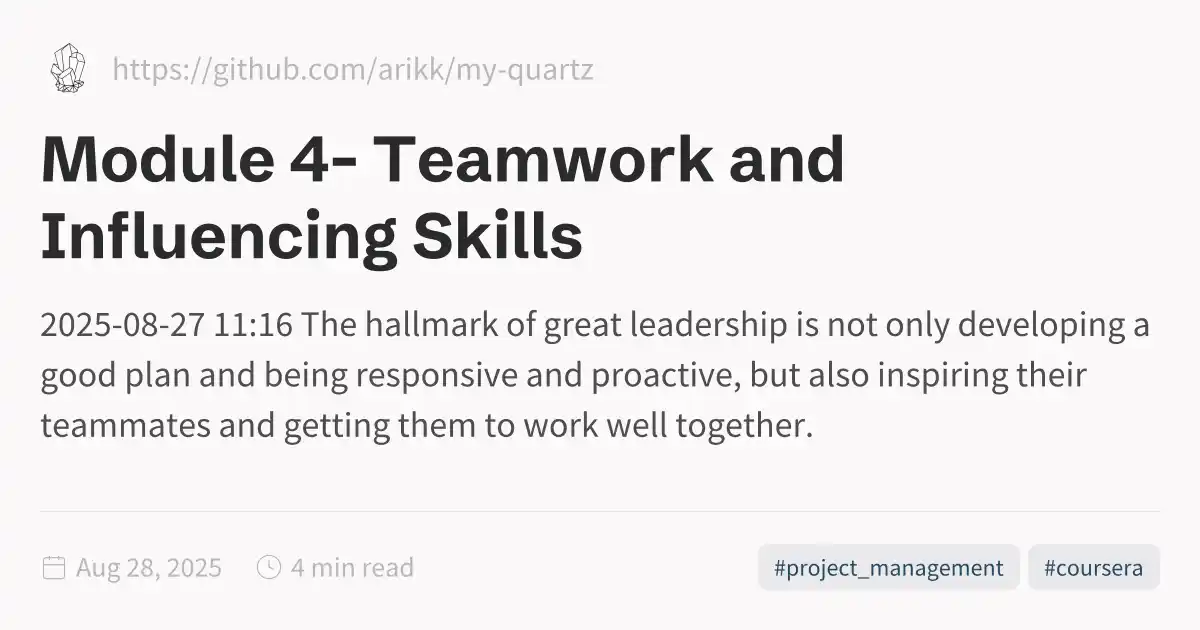 https://github.com/arikk/my-quartz
Module 4- Teamwork and
Influencing Skills
2025-08-27 11:16 The hallmark of great leadership is not only developing a
good plan and being responsive and proactive, but also inspiring their
teammates and getting them to work well together.
Aug 28, 2025 4 min read #project_management #coursera